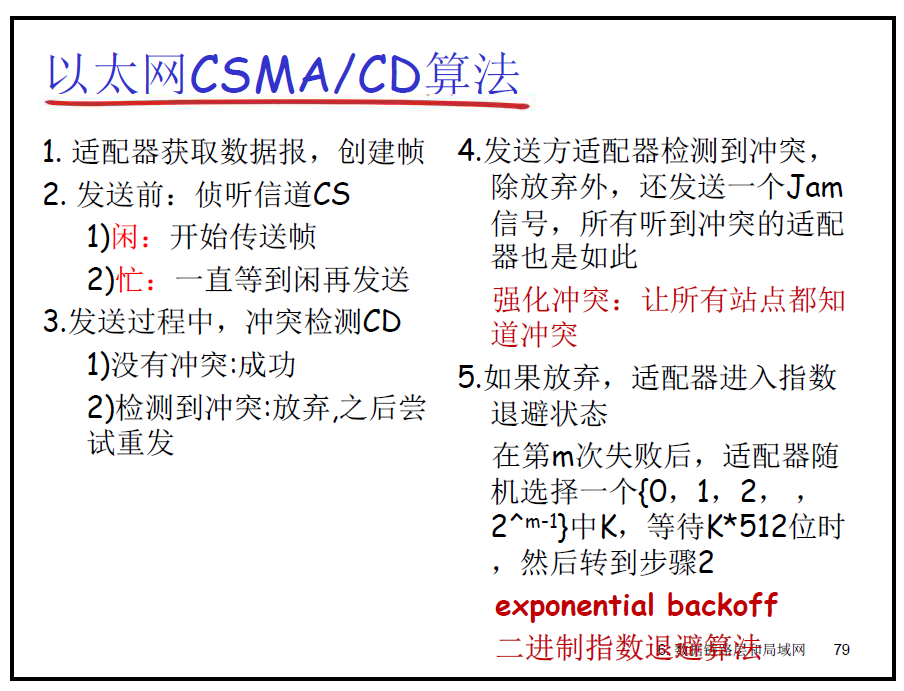 以太网CSMA/CD算法
1. 适配器获取数据报，创建帧
2. 发送前：侦听信道CS
1)闲：开始传送帧
2)忙：一直等到闲再发送
3.发送过程中，冲突检测CD
1)没有冲突:成功
2)检测到冲突:放弃,之后尝
试重发
4.发送方适配器检测到冲突，
除放弃外，还发送一个Jam
信号，所有听到冲突的适配
器也是如此
强化冲突：让所有站点都知
道冲突
5.如果放弃，适配器进入指数
退避状态
在第m次失败后，适配器随
机选择一个{0，1，2， ，
2^m-1}中K，等待K*512位时
，然后转到步骤2
exponential backoff
二进制指数退避算法
6: 数据链路层和局域网 79